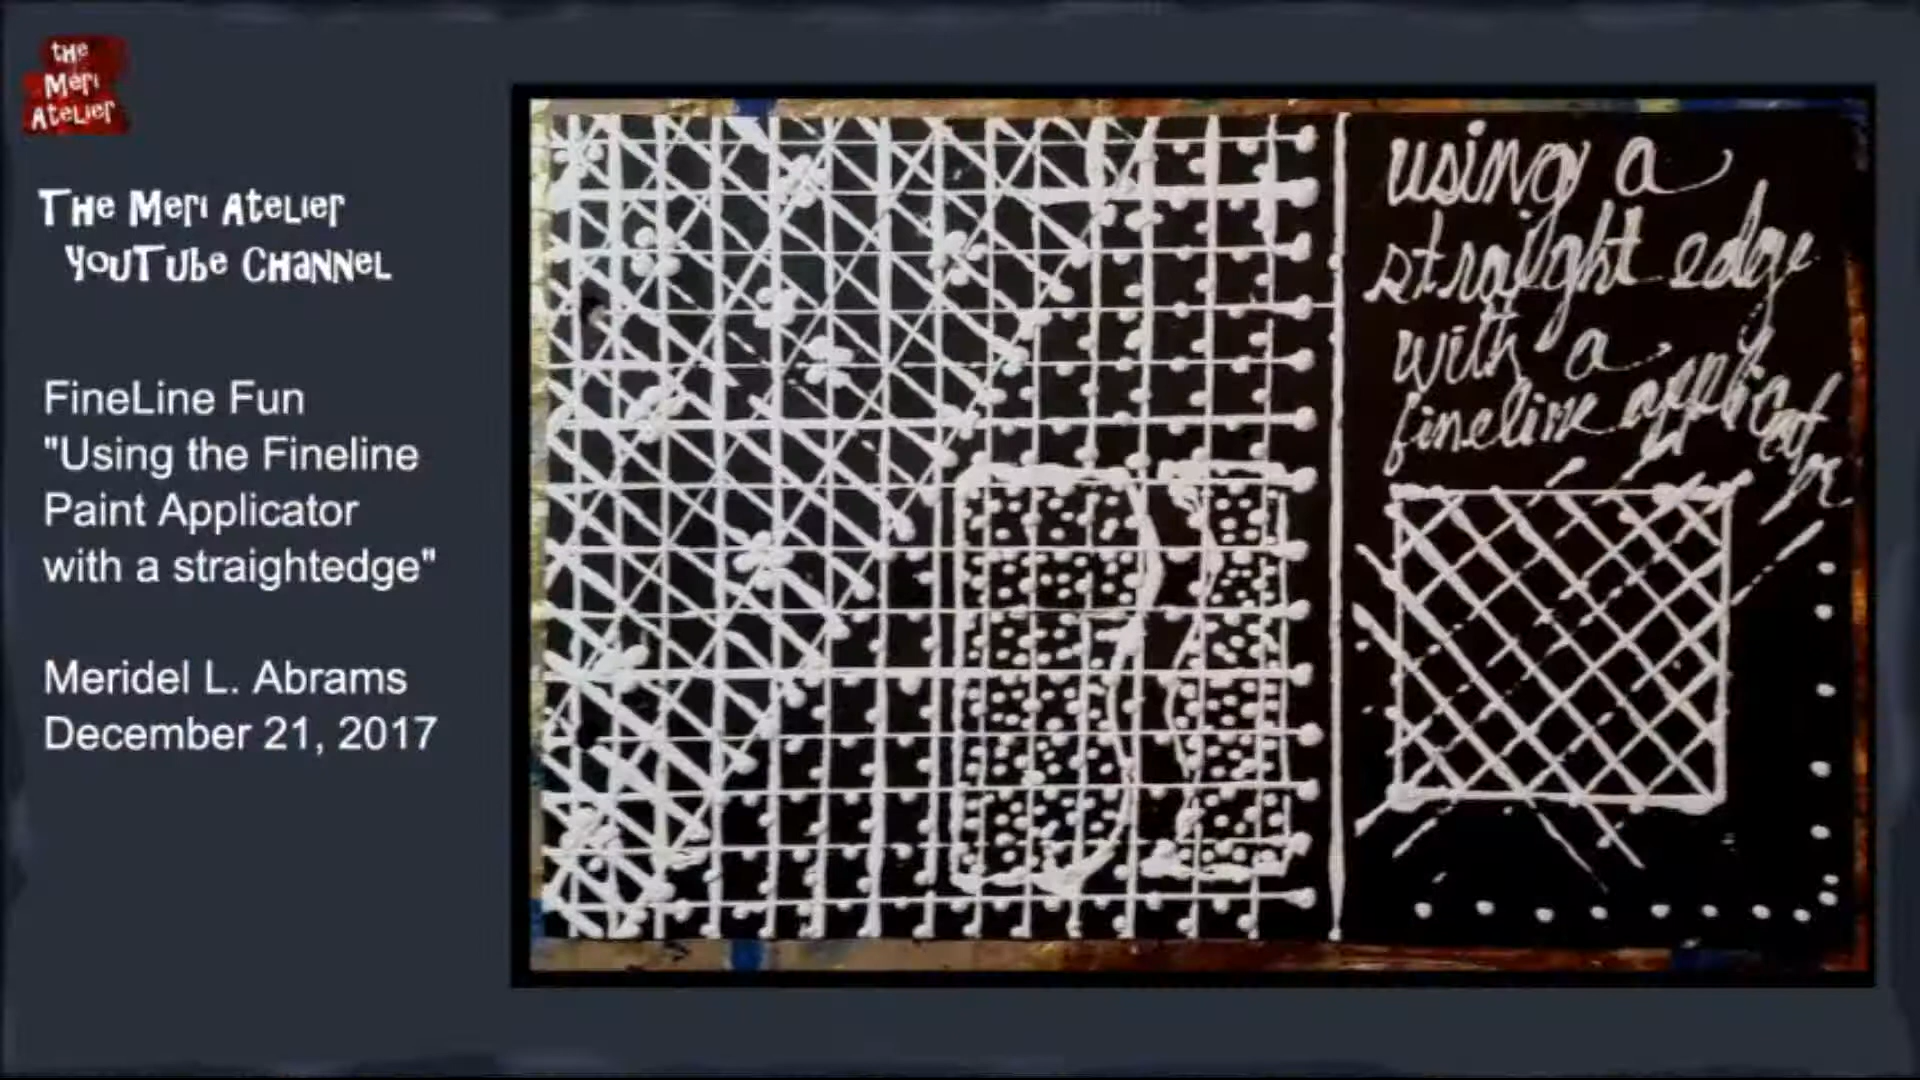 the
Meri
Atelier
The Meri Atelier
YouTube Channel
FineLine Fun
"Using the Fineline
Paint Applicator
with a straightedge"
Meridel L. Abrams
December 21, 2017
using a
straight edge
with a
fineline applicator